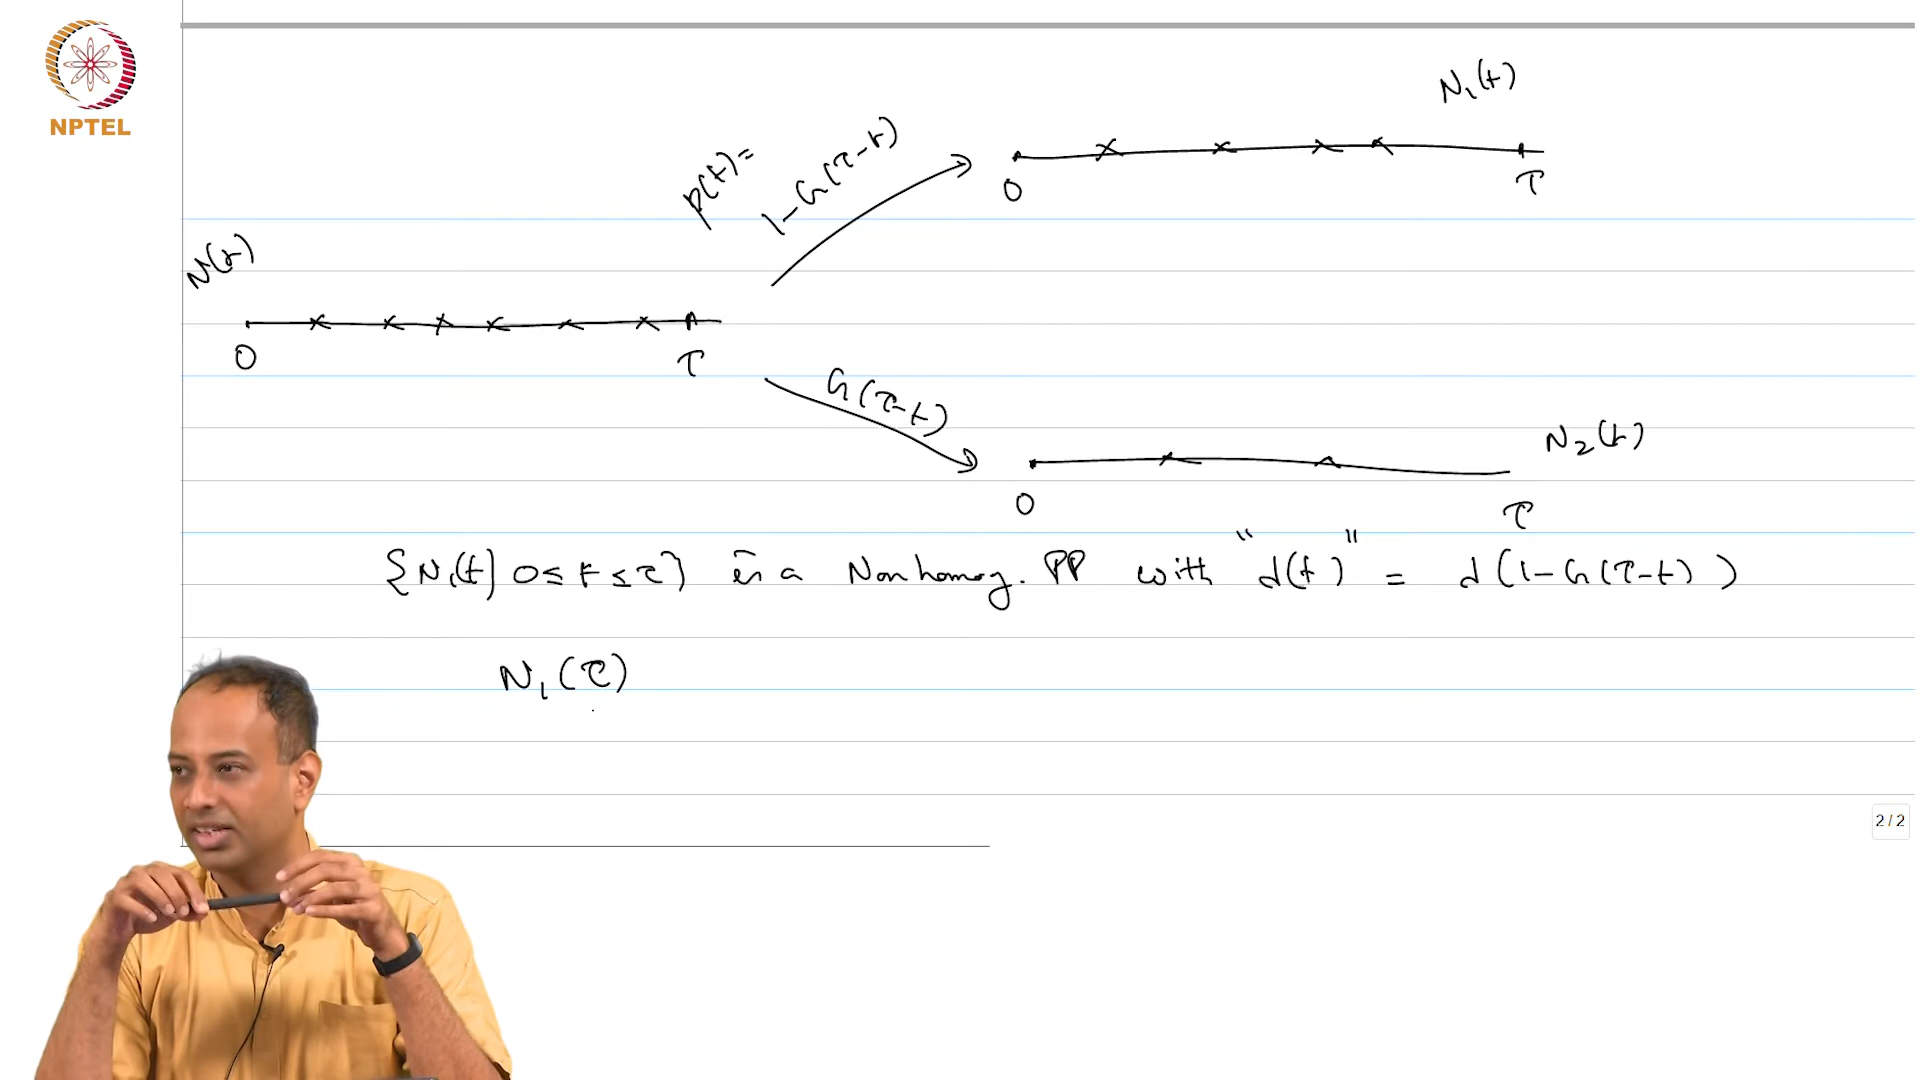 NPTEL
N₁(t)
p(t) =
1-G(τ-t)
0 τ
N(t)
0 τ
G(τ-t)
N₂(t)
0 τ
{N₁(t) 0≤t≤τ} is a Nonhomog. PP with "λ(t)" = λ(1-G(τ-t))
N₁(τ)
2 / 2